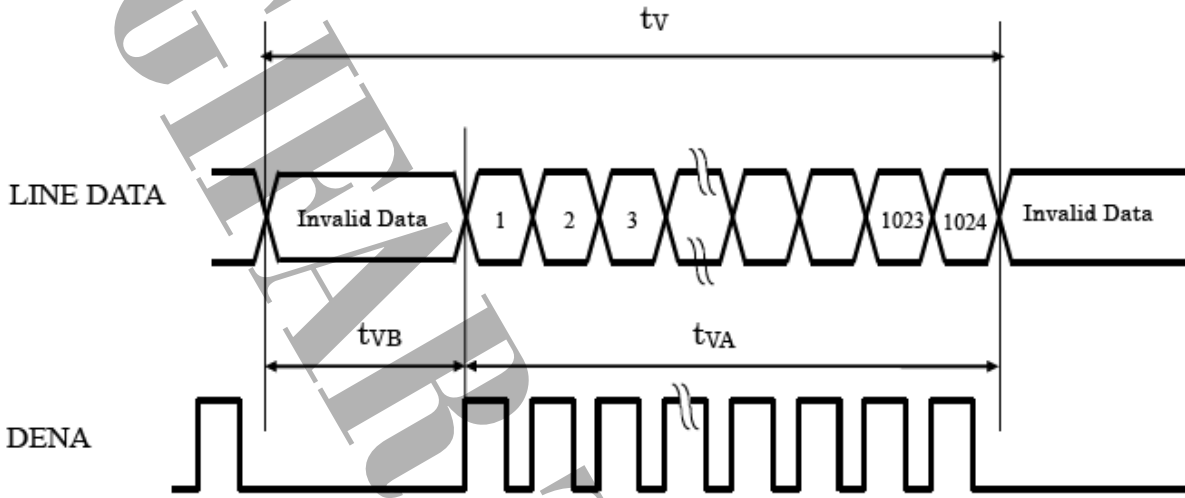 tV
LINE DATA
Invalid Data 1 2 3 1023 1024 Invalid Data
tVB tVA
DENA